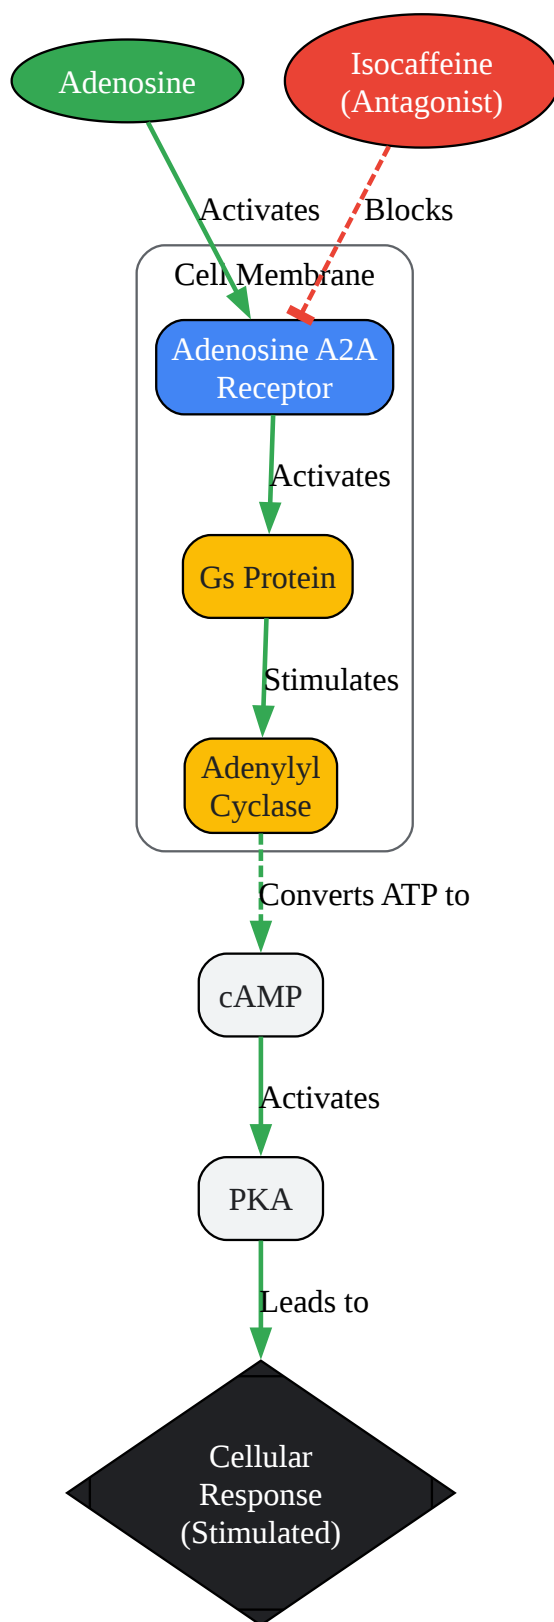 Adenosine
Isocaffeine
(Antagonist)
Activates
Blocks
Cell Membrane
Adenosine A2A
Receptor
Activates
Gs Protein
Stimulates
Adenylyl
Cyclase
Converts ATP to
cAMP
Activates
PKA
Leads to
Cellular
Response
(Stimulated)